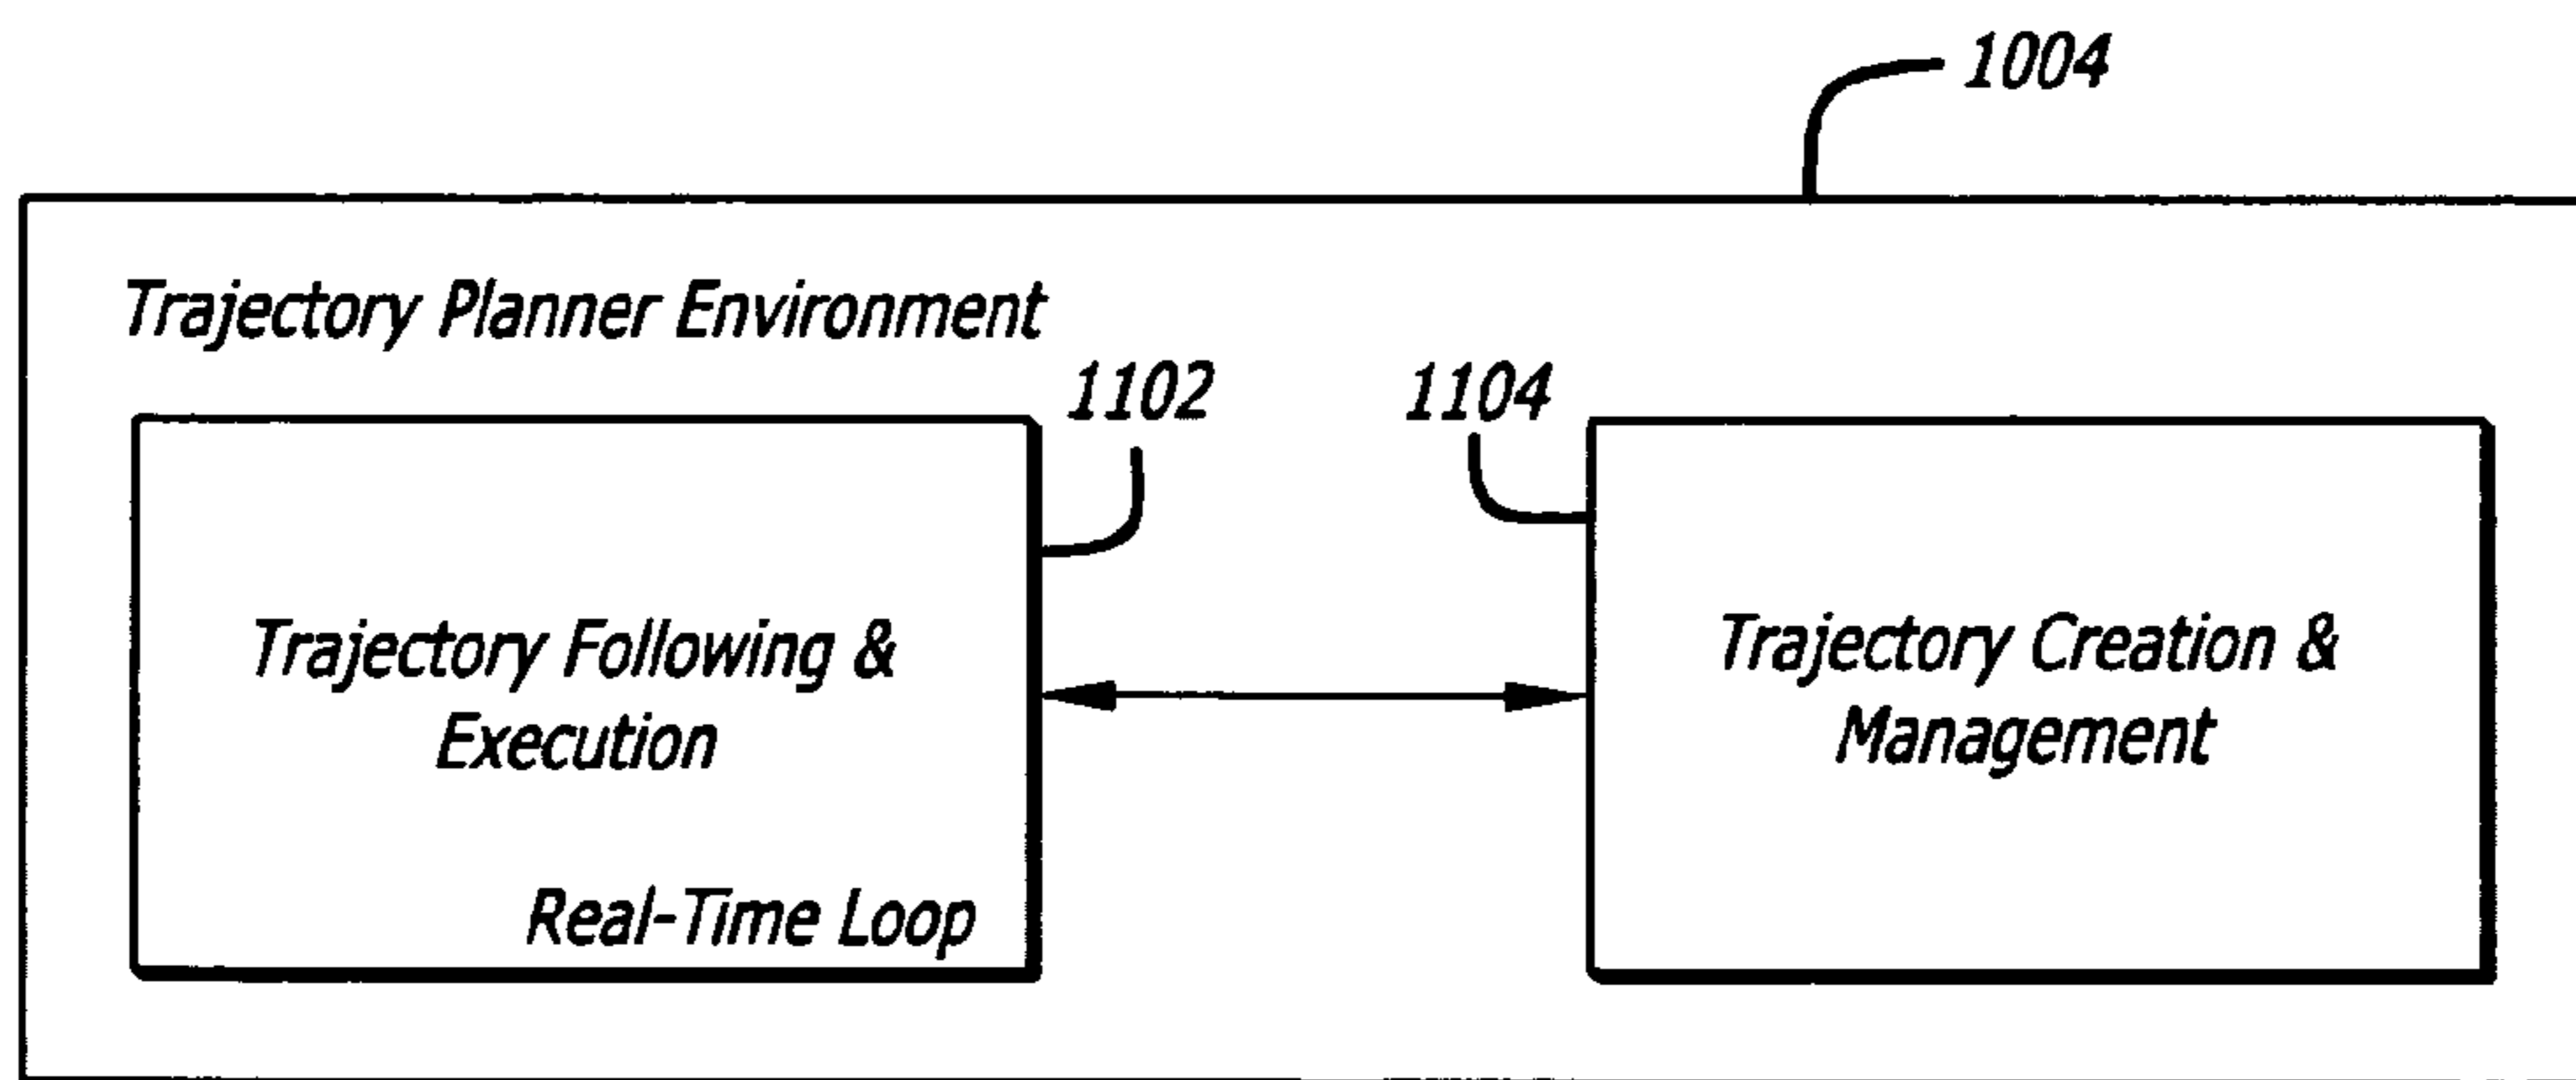 1004
Trajectory Planner Environment
1102
1104
Trajectory Following &
Execution
Real-Time Loop
Trajectory Creation &
Management